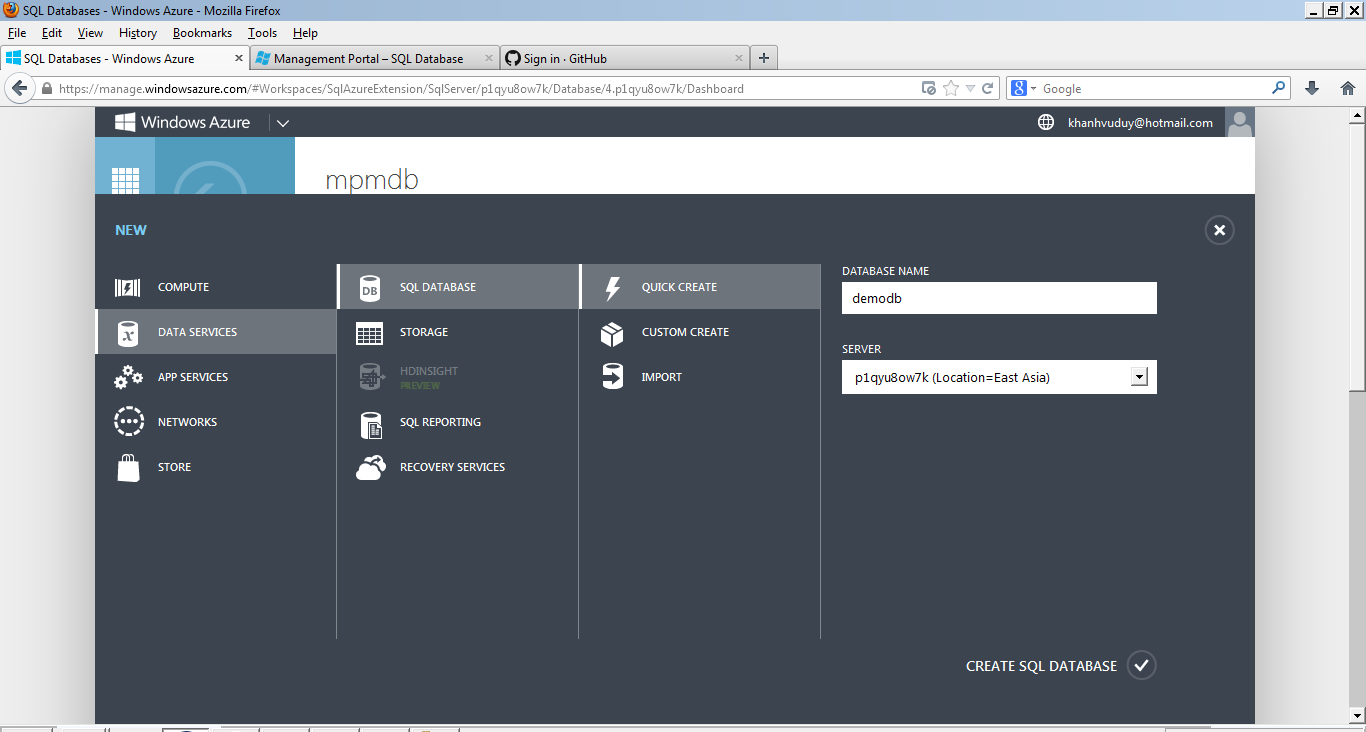 SQL Databases - Windows Azure - Mozilla Firefox
File Edit View History Bookmarks Tools Help
SQL Databases - Windows Azure
Management Portal – SQL Database
Sign in · GitHub
https://manage.windowsazure.com/#Workspaces/SqlAzureExtension/SqlServer/p1qyu8ow7k/Database/4.p1qyu8ow7k/Dashboard
Google
Windows Azure
khanhvuduy@hotmail.com
mpmdb
NEW
COMPUTE
DATA SERVICES
APP SERVICES
NETWORKS
STORE
DB
SQL DATABASE
STORAGE
HDINSIGHT
PREVIEW
SQL REPORTING
RECOVERY SERVICES
QUICK CREATE
CUSTOM CREATE
IMPORT
DATABASE NAME
demodb
SERVER
p1qyu8ow7k (Location=East Asia)
CREATE SQL DATABASE